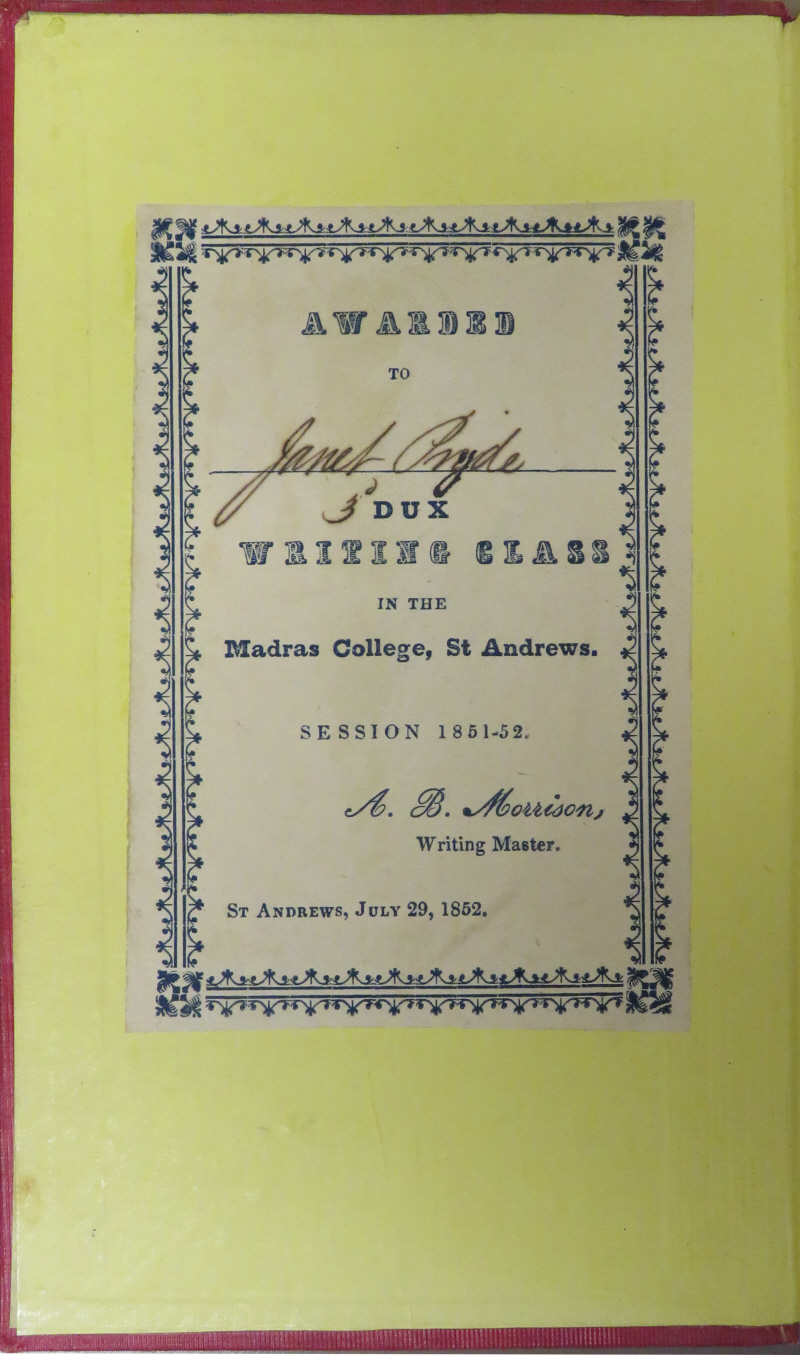 AWARDED
TO
Janet Pryde
3d DUX
WRITING CLASS
IN THE
Madras College, St Andrews.
SESSION 1851-52.
A. B. Morrison,
Writing Master.
ST ANDREWS, JULY 29, 1852.